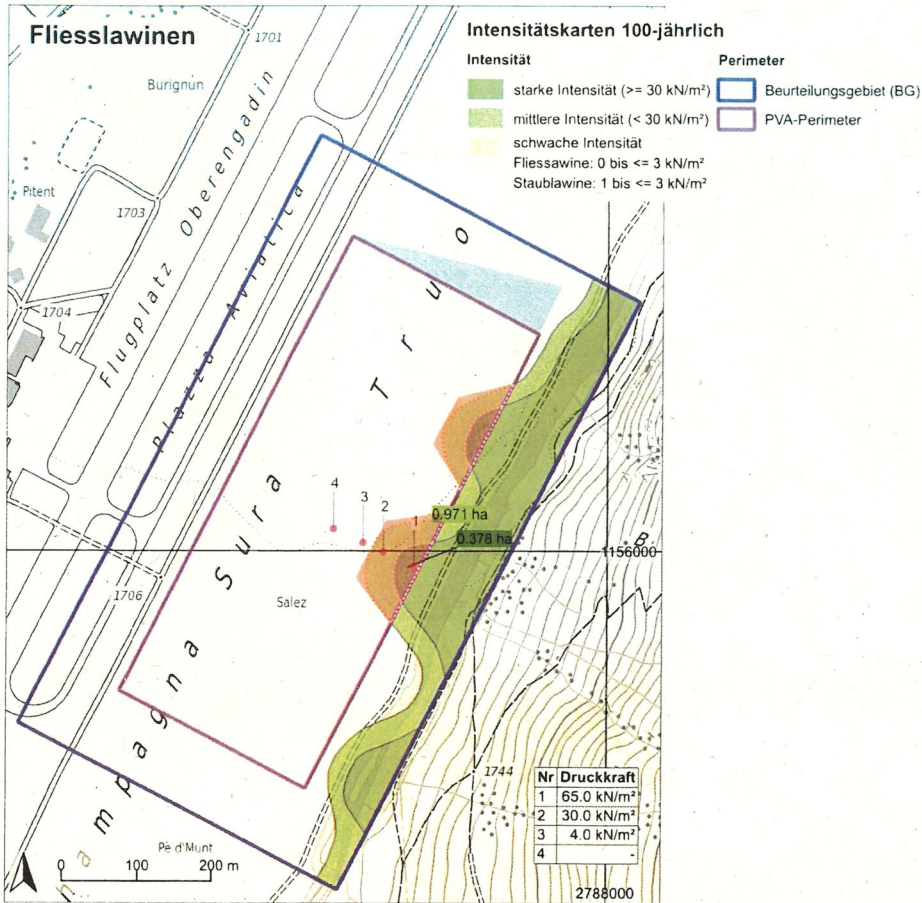 Fliesslawinen
Intensitätskarten 100-jährlich
Intensität
starke Intensität (>= 30 kN/m²)
mittlere Intensität (< 30 kN/m²)
schwache Intensität
Fliessawine: 0 bis <= 3 kN/m²
Staublawine: 1 bis <= 3 kN/m²
Perimeter
Beurteilungsgebiet (BG)
PVA-Perimeter
1701
Burignun
Pitent
1703
1704
Flugplatz Oberengadin
Plazza Aviatica
Truo
4
3
2
1
0.971 ha
0.378 ha
1156000
1706
Salez
hampagna Sura
1744
Pè d'Munt
0 100 200 m
Nr Druckkraft
1 65.0 kN/m²
2 30.0 kN/m²
3 4.0 kN/m²
4 -
2788000